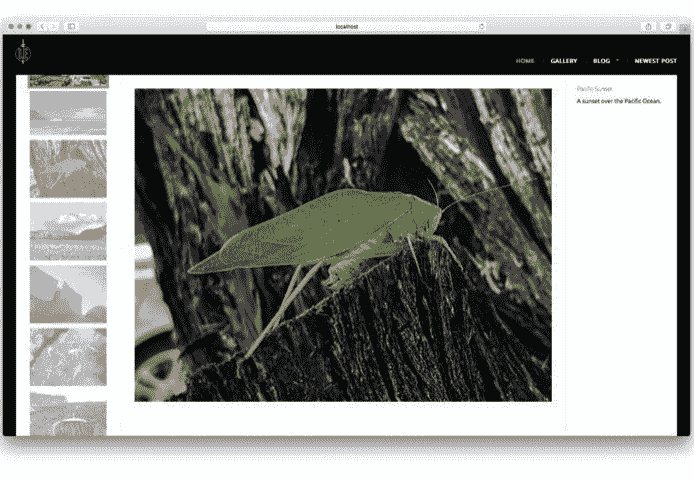 localhost
HOME GALLERY BLOG NEWEST POST
Pacific Sunset
A sunset over the Pacific Ocean.